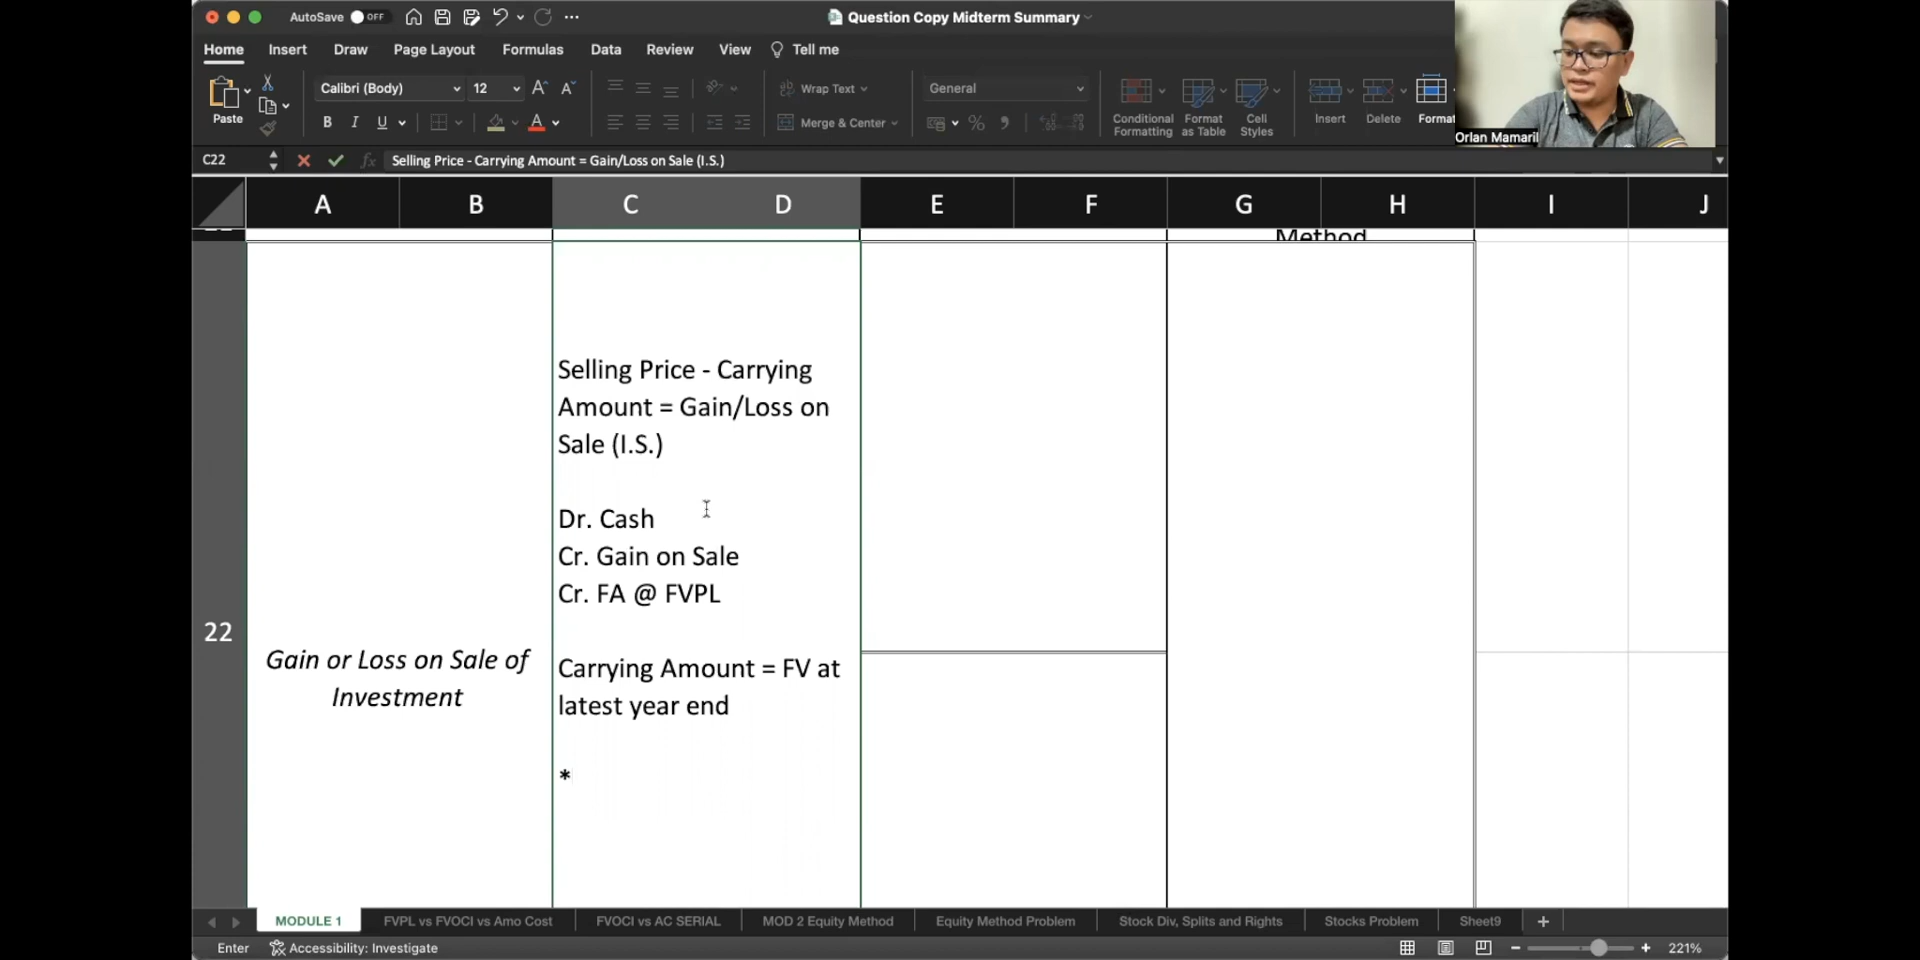 AutoSave OFF
Question Copy Midterm Summary
Home Insert Draw Page Layout Formulas Data Review View Tell me
Paste
Calibri (Body) 12 A A
B I U A
Wrap Text
Merge & Center
General
%
Conditional Formatting
Format as Table
Cell Styles
Insert
Delete
Format
Orlan Mamaril
C22 fx Selling Price - Carrying Amount = Gain/Loss on Sale (I.S.)
A B C D E F G H I J
Method
22
Gain or Loss on Sale of
Investment
Selling Price - Carrying
Amount = Gain/Loss on
Sale (I.S.)
Dr. Cash
Cr. Gain on Sale
Cr. FA @ FVPL
Carrying Amount = FV at
latest year end
*
MODULE 1 FVPL vs FVOCI vs Amo Cost FVOCI vs AC SERIAL MOD 2 Equity Method Equity Method Problem Stock Div, Splits and Rights Stocks Problem Sheet9 +
Enter Accessibility: Investigate 221%